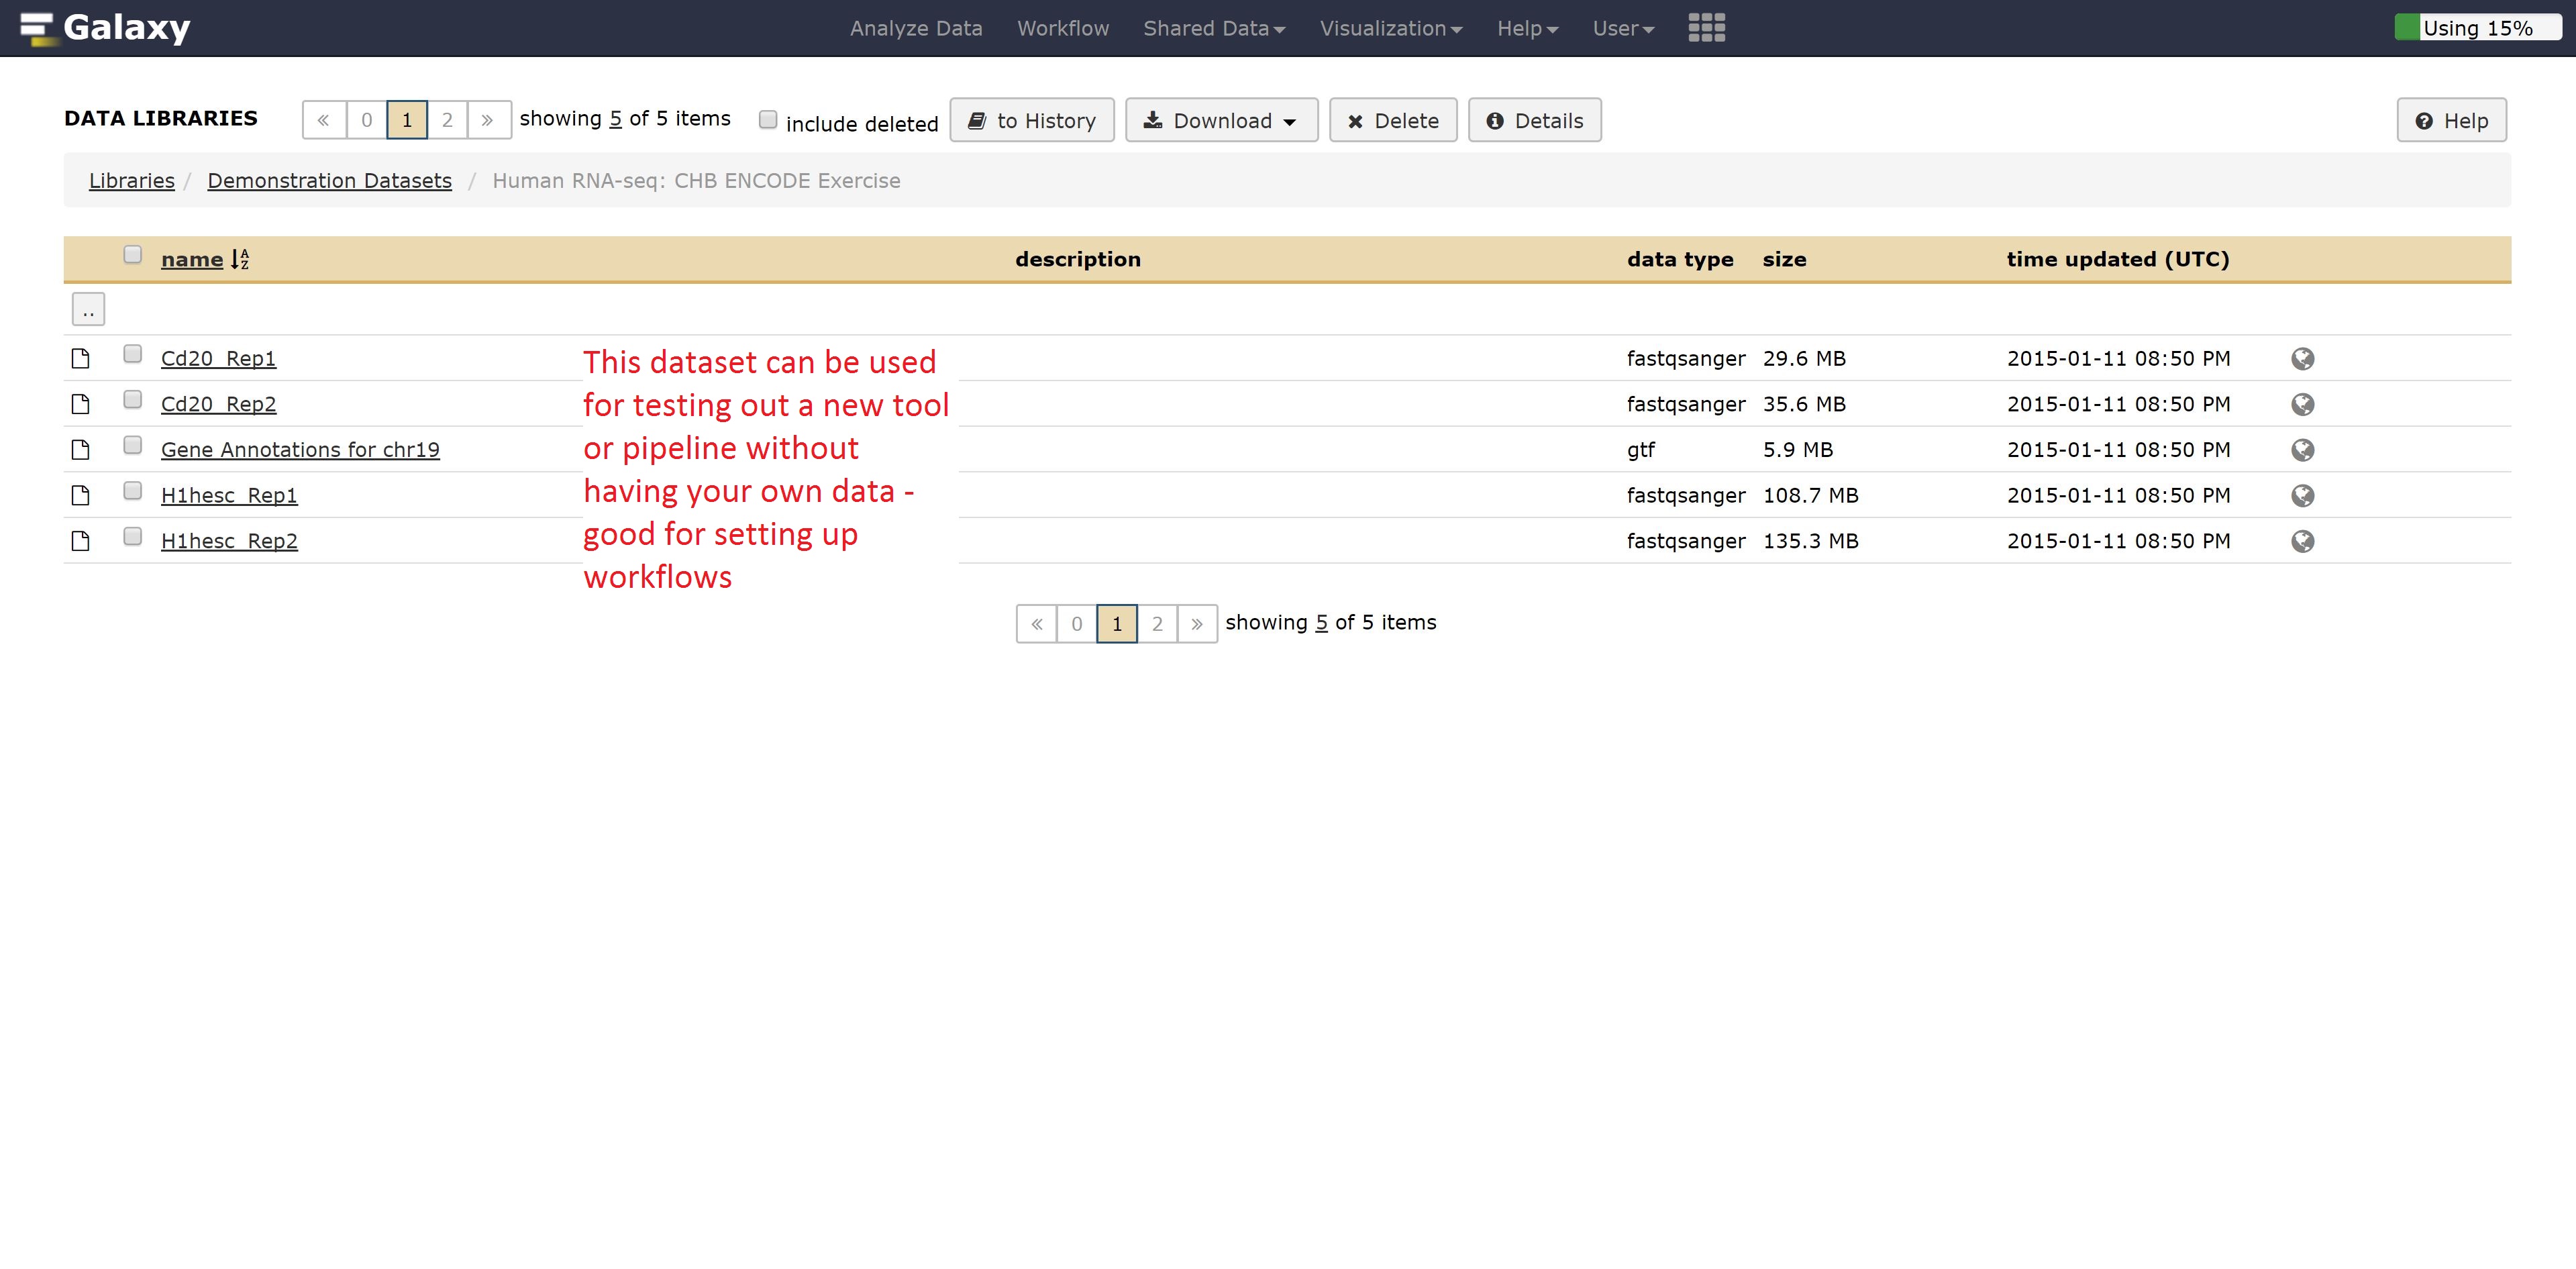 Galaxy
Analyze Data Workflow Shared Data Visualization Help User
Using 15%
DATA LIBRARIES « 0 1 2 » showing 5 of 5 items include deleted to History Download Delete Details Help
Libraries / Demonstration Datasets / Human RNA-seq: CHB ENCODE Exercise
name description data type size time updated (UTC)
..
Cd20_Rep1 fastqsanger 29.6 MB 2015-01-11 08:50 PM
Cd20_Rep2 fastqsanger 35.6 MB 2015-01-11 08:50 PM
Gene Annotations for chr19 gtf 5.9 MB 2015-01-11 08:50 PM
H1hesc_Rep1 fastqsanger 108.7 MB 2015-01-11 08:50 PM
H1hesc_Rep2 fastqsanger 135.3 MB 2015-01-11 08:50 PM
This dataset can be used
for testing out a new tool
or pipeline without
having your own data -
good for setting up
workflows
« 0 1 2 » showing 5 of 5 items